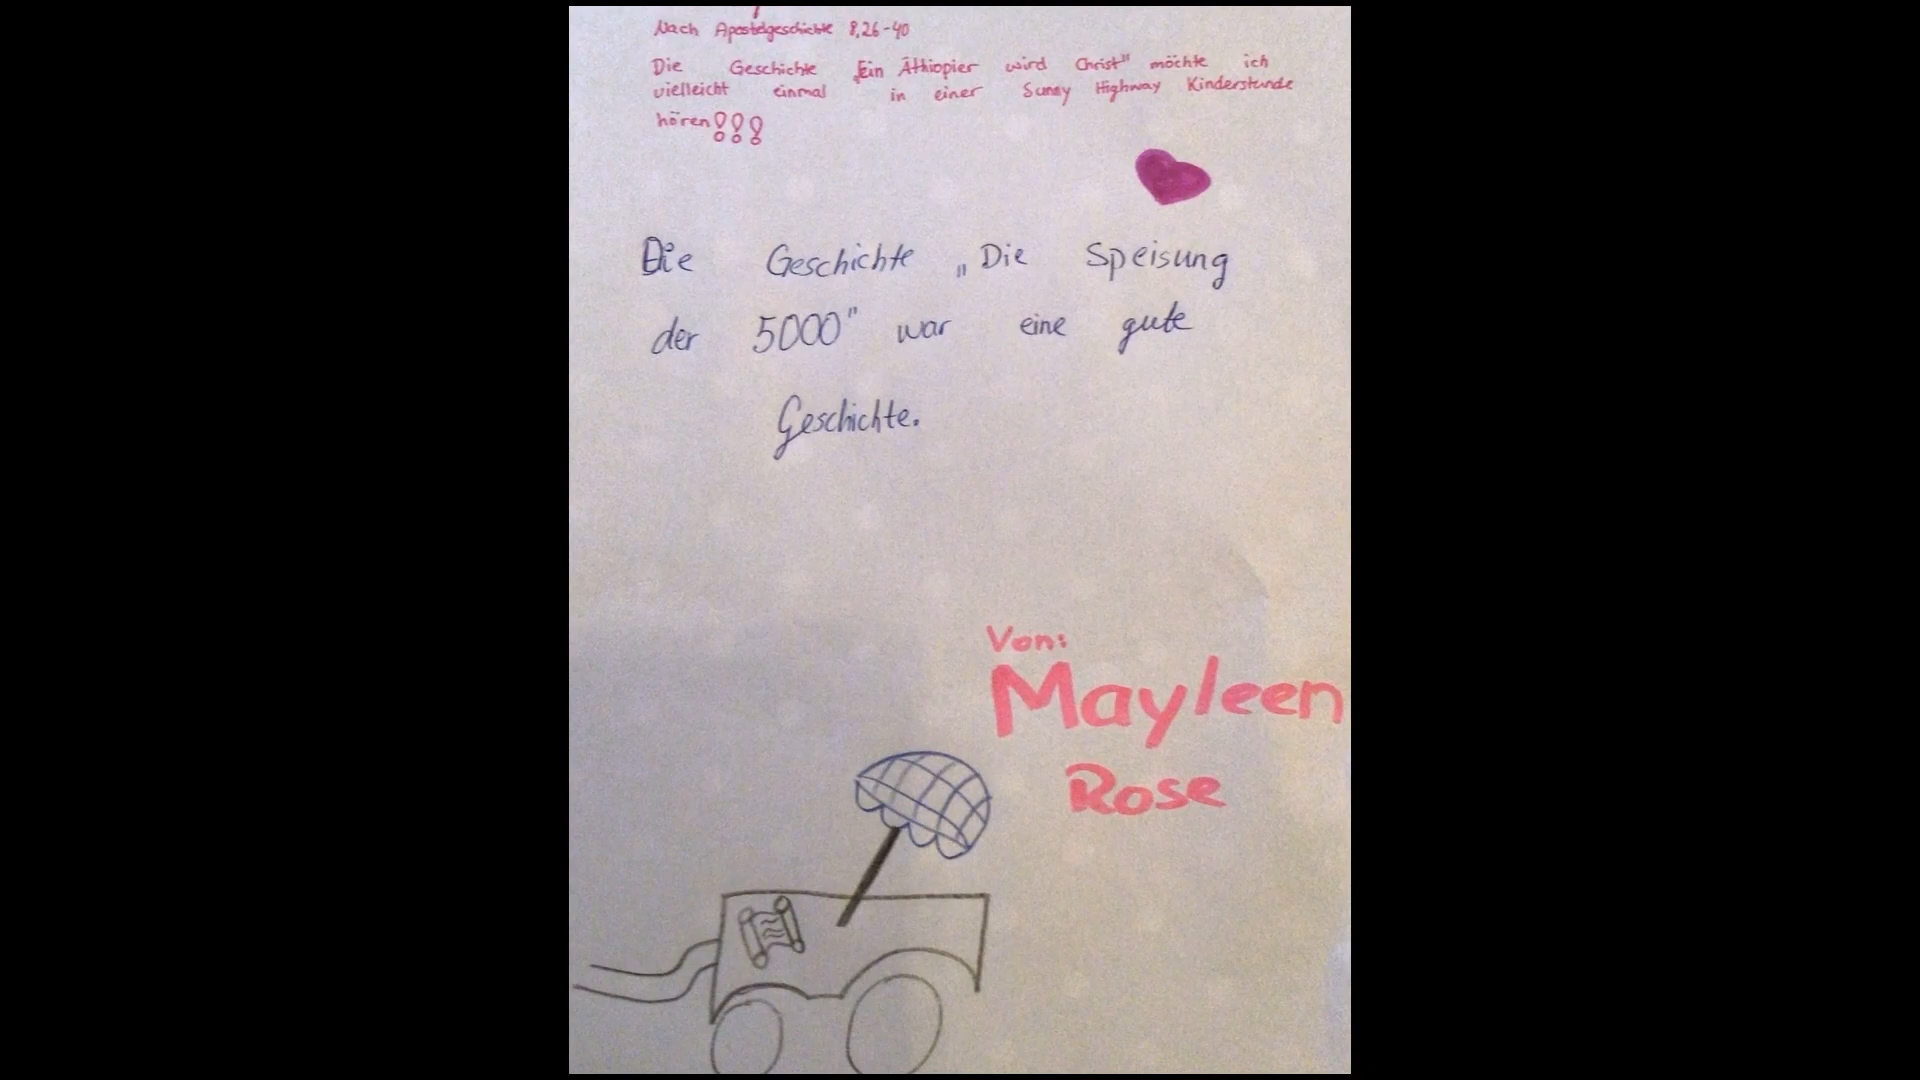 Nach Apostelgeschichte 8,26-40
Die Geschichte „Ein Äthiopier wird Christ" möchte ich
vielleicht einmal in einer Sunny Highway Kinderstunde
hören!!!
Die Geschichte „Die Speisung
der 5000" war eine gute
Geschichte.
Von:
Mayleen
Rose